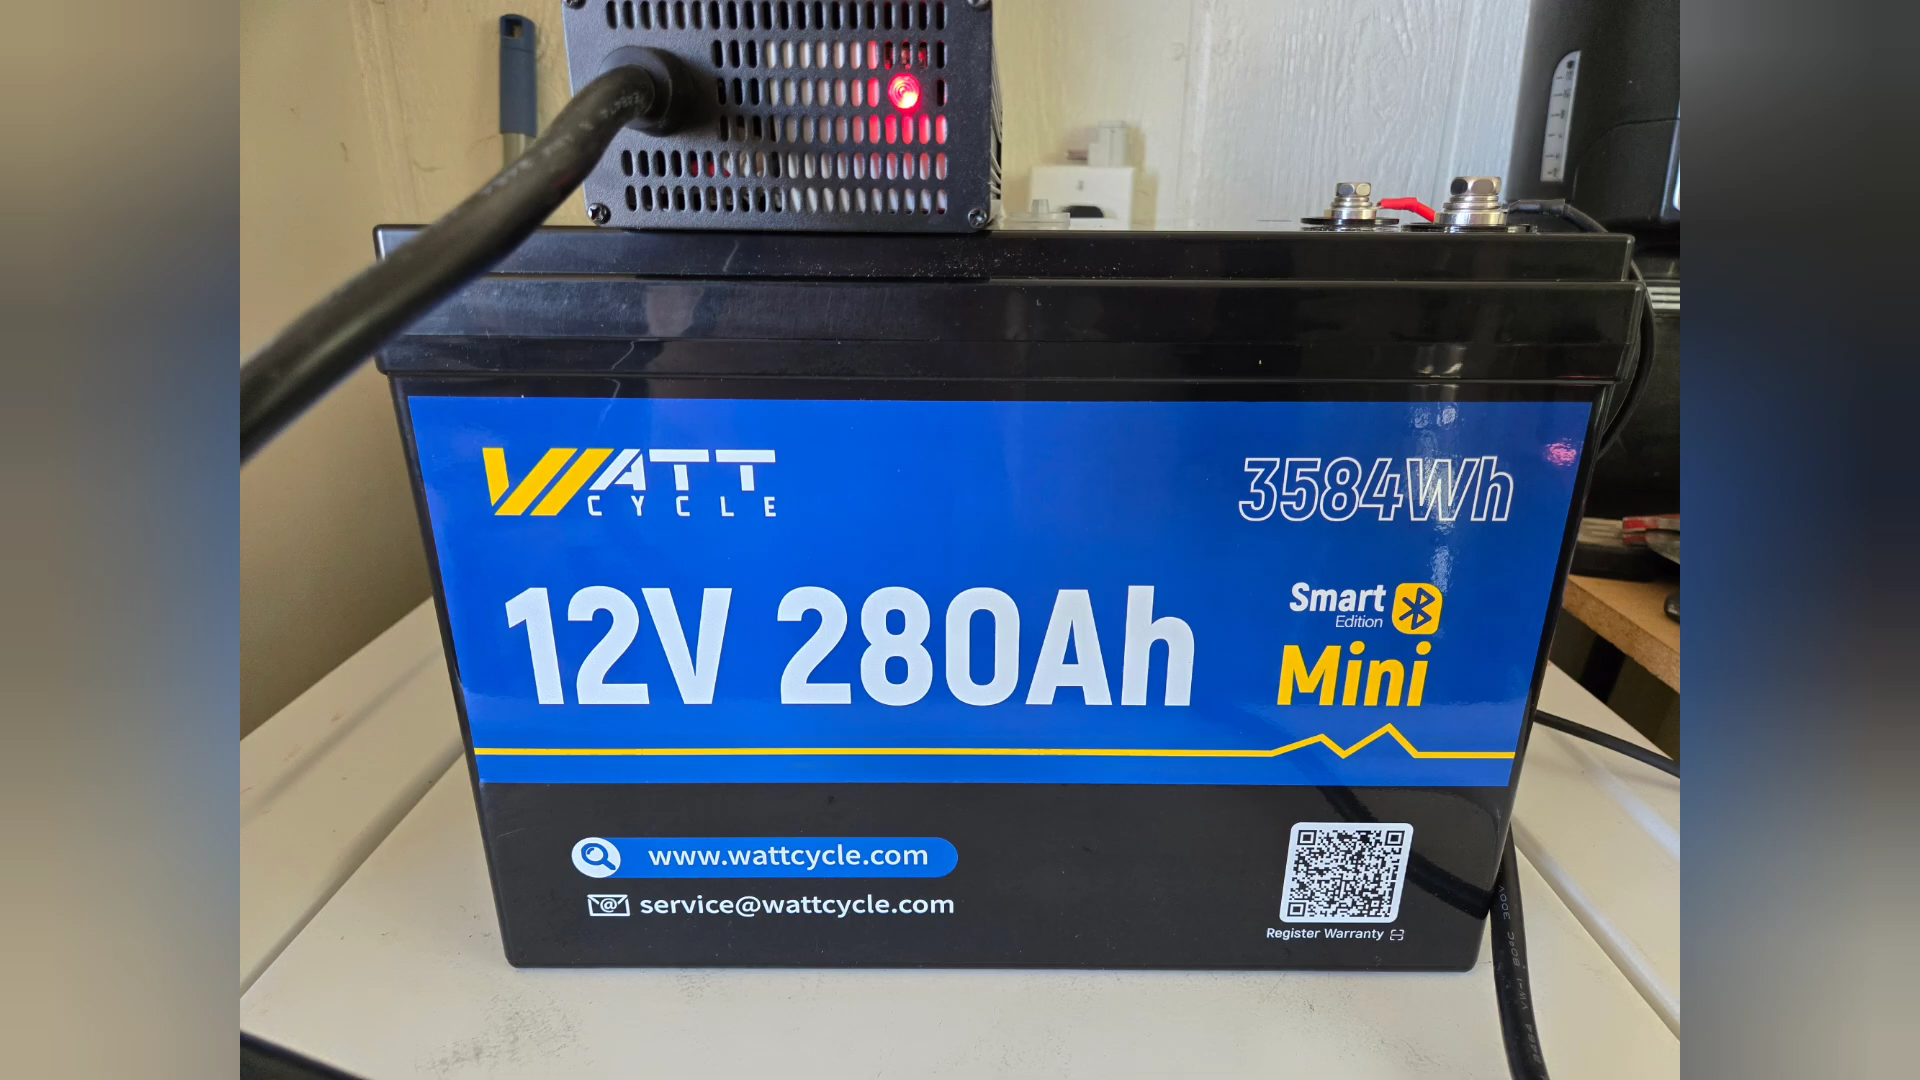 WATT
CYCLE
3584Wh
12V 280Ah
Smart
Edition
Mini
www.wattcycle.com
service@wattcycle.com
Register Warranty